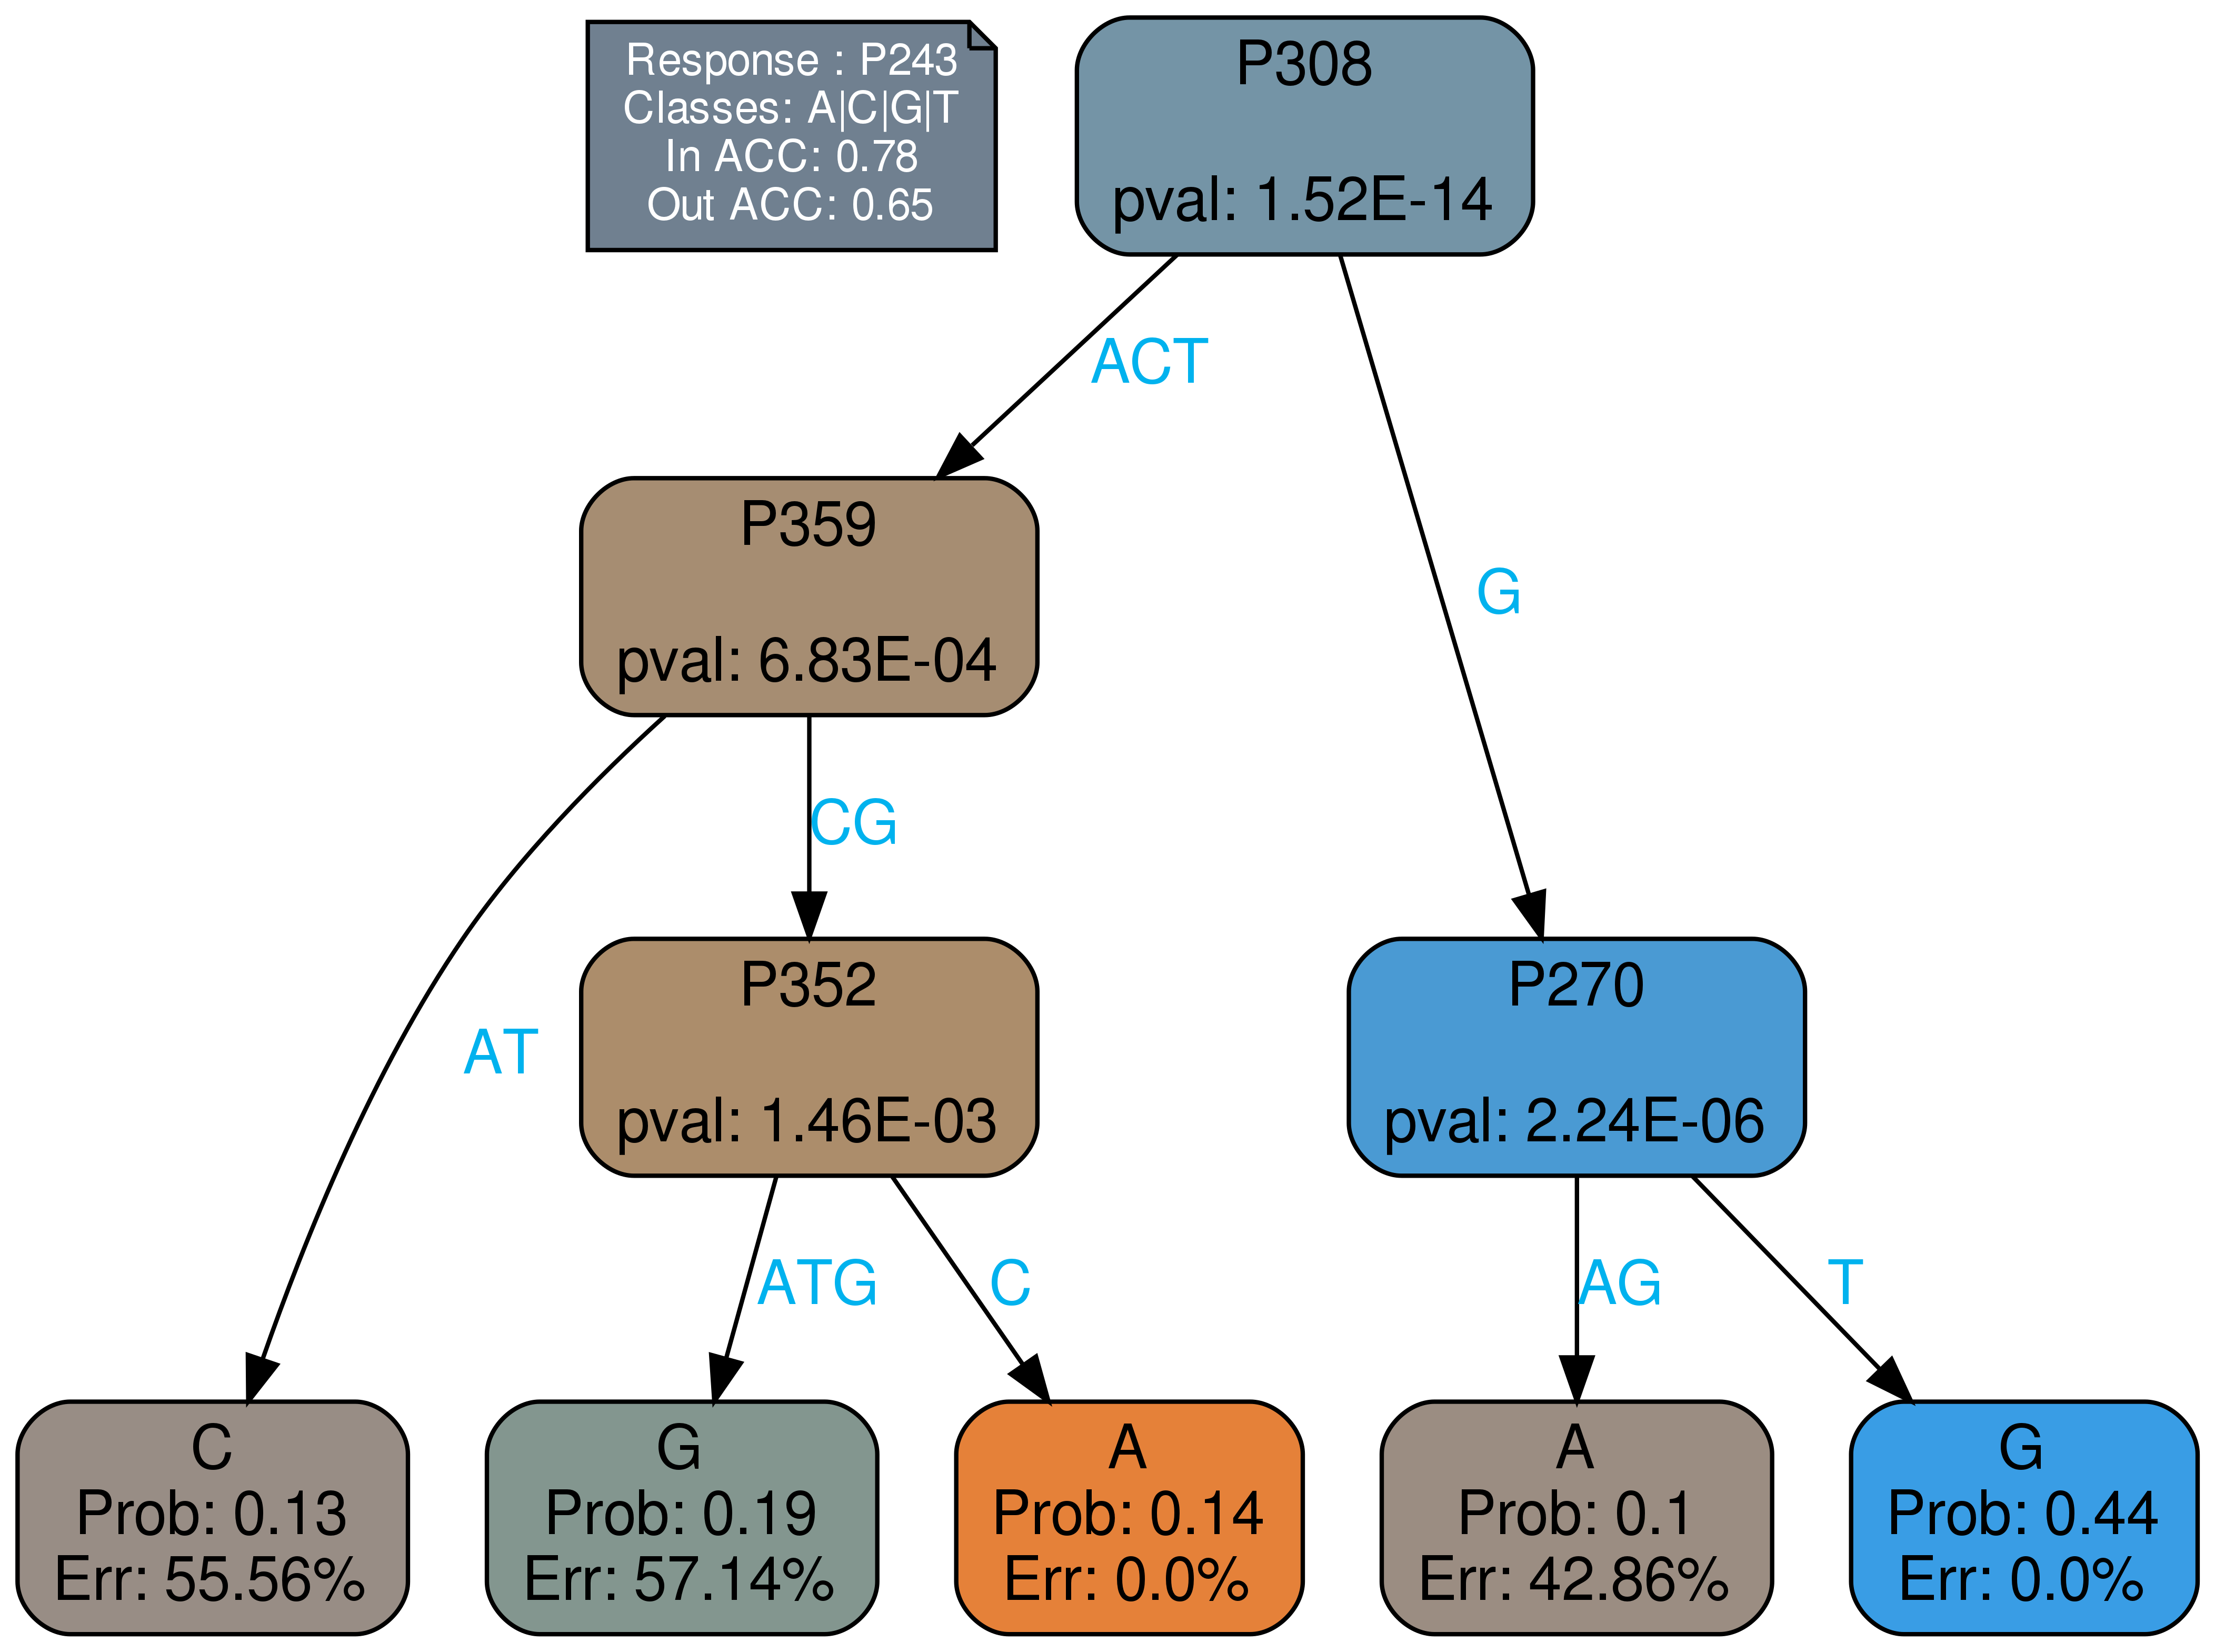 Response : P243
Classes: A|C|G|T
In ACC: 0.78
Out ACC: 0.65
P308
pval: 1.52E-14
ACT
G
P359
pval: 6.83E-04
AT
CG
P352
pval: 1.46E-03
P270
pval: 2.24E-06
ATG
C
AG
T
C
Prob: 0.13
Err: 55.56%
G
Prob: 0.19
Err: 57.14%
A
Prob: 0.14
Err: 0.0%
A
Prob: 0.1
Err: 42.86%
G
Prob: 0.44
Err: 0.0%